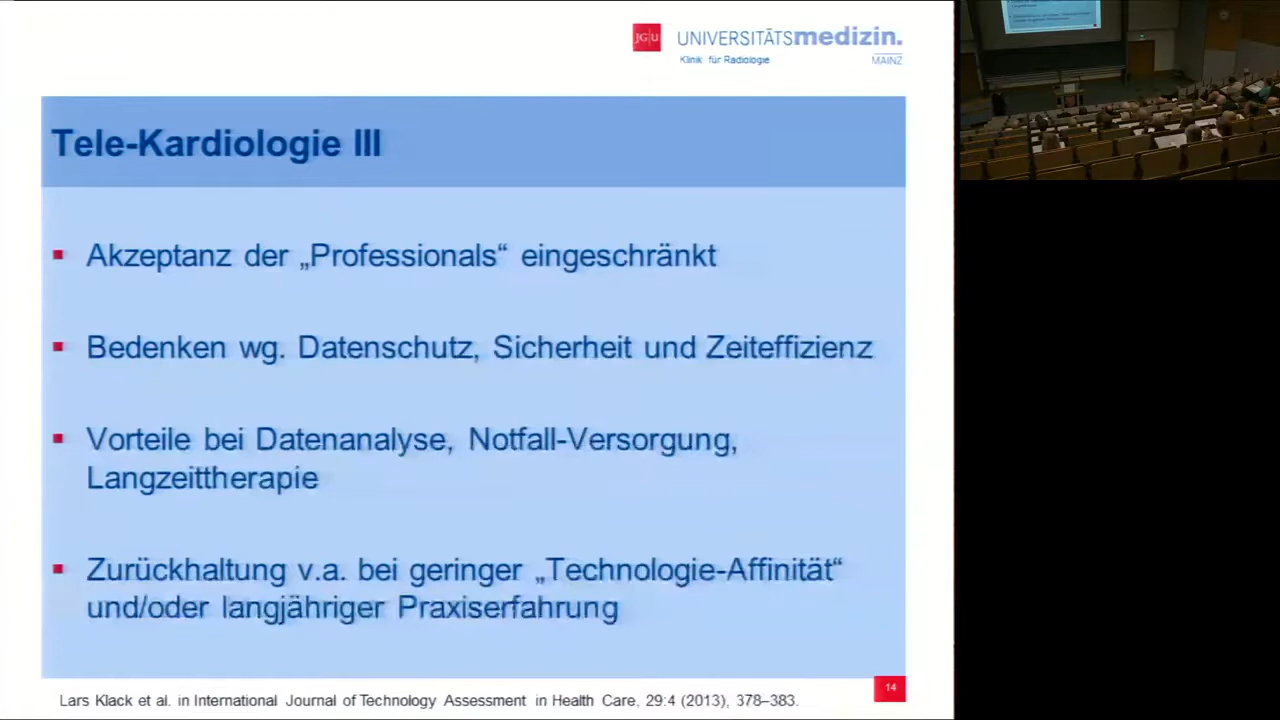 JG|U UNIVERSITÄTSmedizin.
Klinik für Radiologie MAINZ
Tele-Kardiologie III
Akzeptanz der „Professionals“ eingeschränkt
Bedenken wg. Datenschutz, Sicherheit und Zeiteffizienz
Vorteile bei Datenanalyse, Notfall-Versorgung,
Langzeittherapie
Zurückhaltung v.a. bei geringer „Technologie-Affinität“
und/oder langjähriger Praxiserfahrung
14
Lars Klack et al. in International Journal of Technology Assessment in Health Care, 29:4 (2013), 378–383.